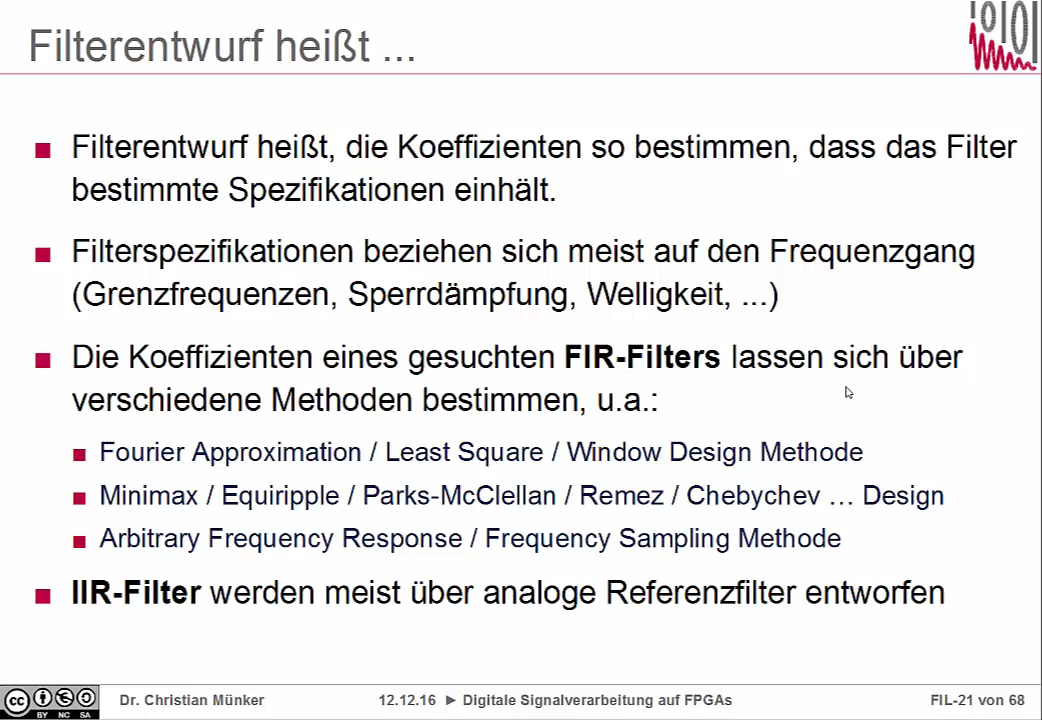 Filterentwurf heißt ...
Filterentwurf heißt, die Koeffizienten so bestimmen, dass das Filter
bestimmte Spezifikationen einhält.
Filterspezifikationen beziehen sich meist auf den Frequenzgang
(Grenzfrequenzen, Sperrdämpfung, Welligkeit, ...)
Die Koeffizienten eines gesuchten FIR-Filters lassen sich über
verschiedene Methoden bestimmen, u.a.:
Fourier Approximation / Least Square / Window Design Methode
Minimax / Equiripple / Parks-McClellan / Remez / Chebychev … Design
Arbitrary Frequency Response / Frequency Sampling Methode
IIR-Filter werden meist über analoge Referenzfilter entworfen
cc BY NC SA
Dr. Christian Münker 12.12.16 ► Digitale Signalverarbeitung auf FPGAs FIL-21 von 68